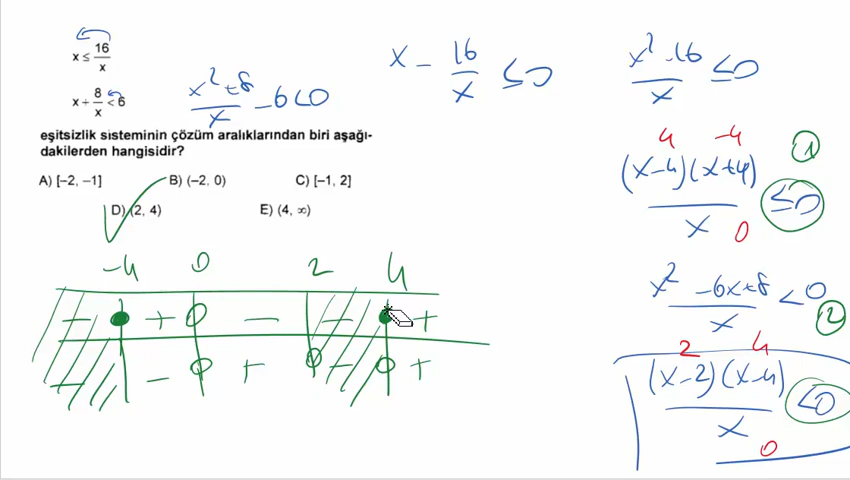 x ≤ 16/x
x + 8/x < 6
eşitsizlik sisteminin çözüm aralıklarından biri aşağı-
dakilerden hangisidir?
A) [−2, −1] B) (−2, 0) C) [−1, 2]
D) (2, 4) E) (4, ∞)
x² + 8/x − 6 < 0
x − 16/x ≤ 0
x² − 16/x ≤ 0
4 −4
(x−4)(x+4)/x ≤ 0 1
0
x² − 6x + 8/x < 0 2
2 4
(x−2)(x−4)/x < 0
0
−4 0 2 4
− + − − +
− − + − +